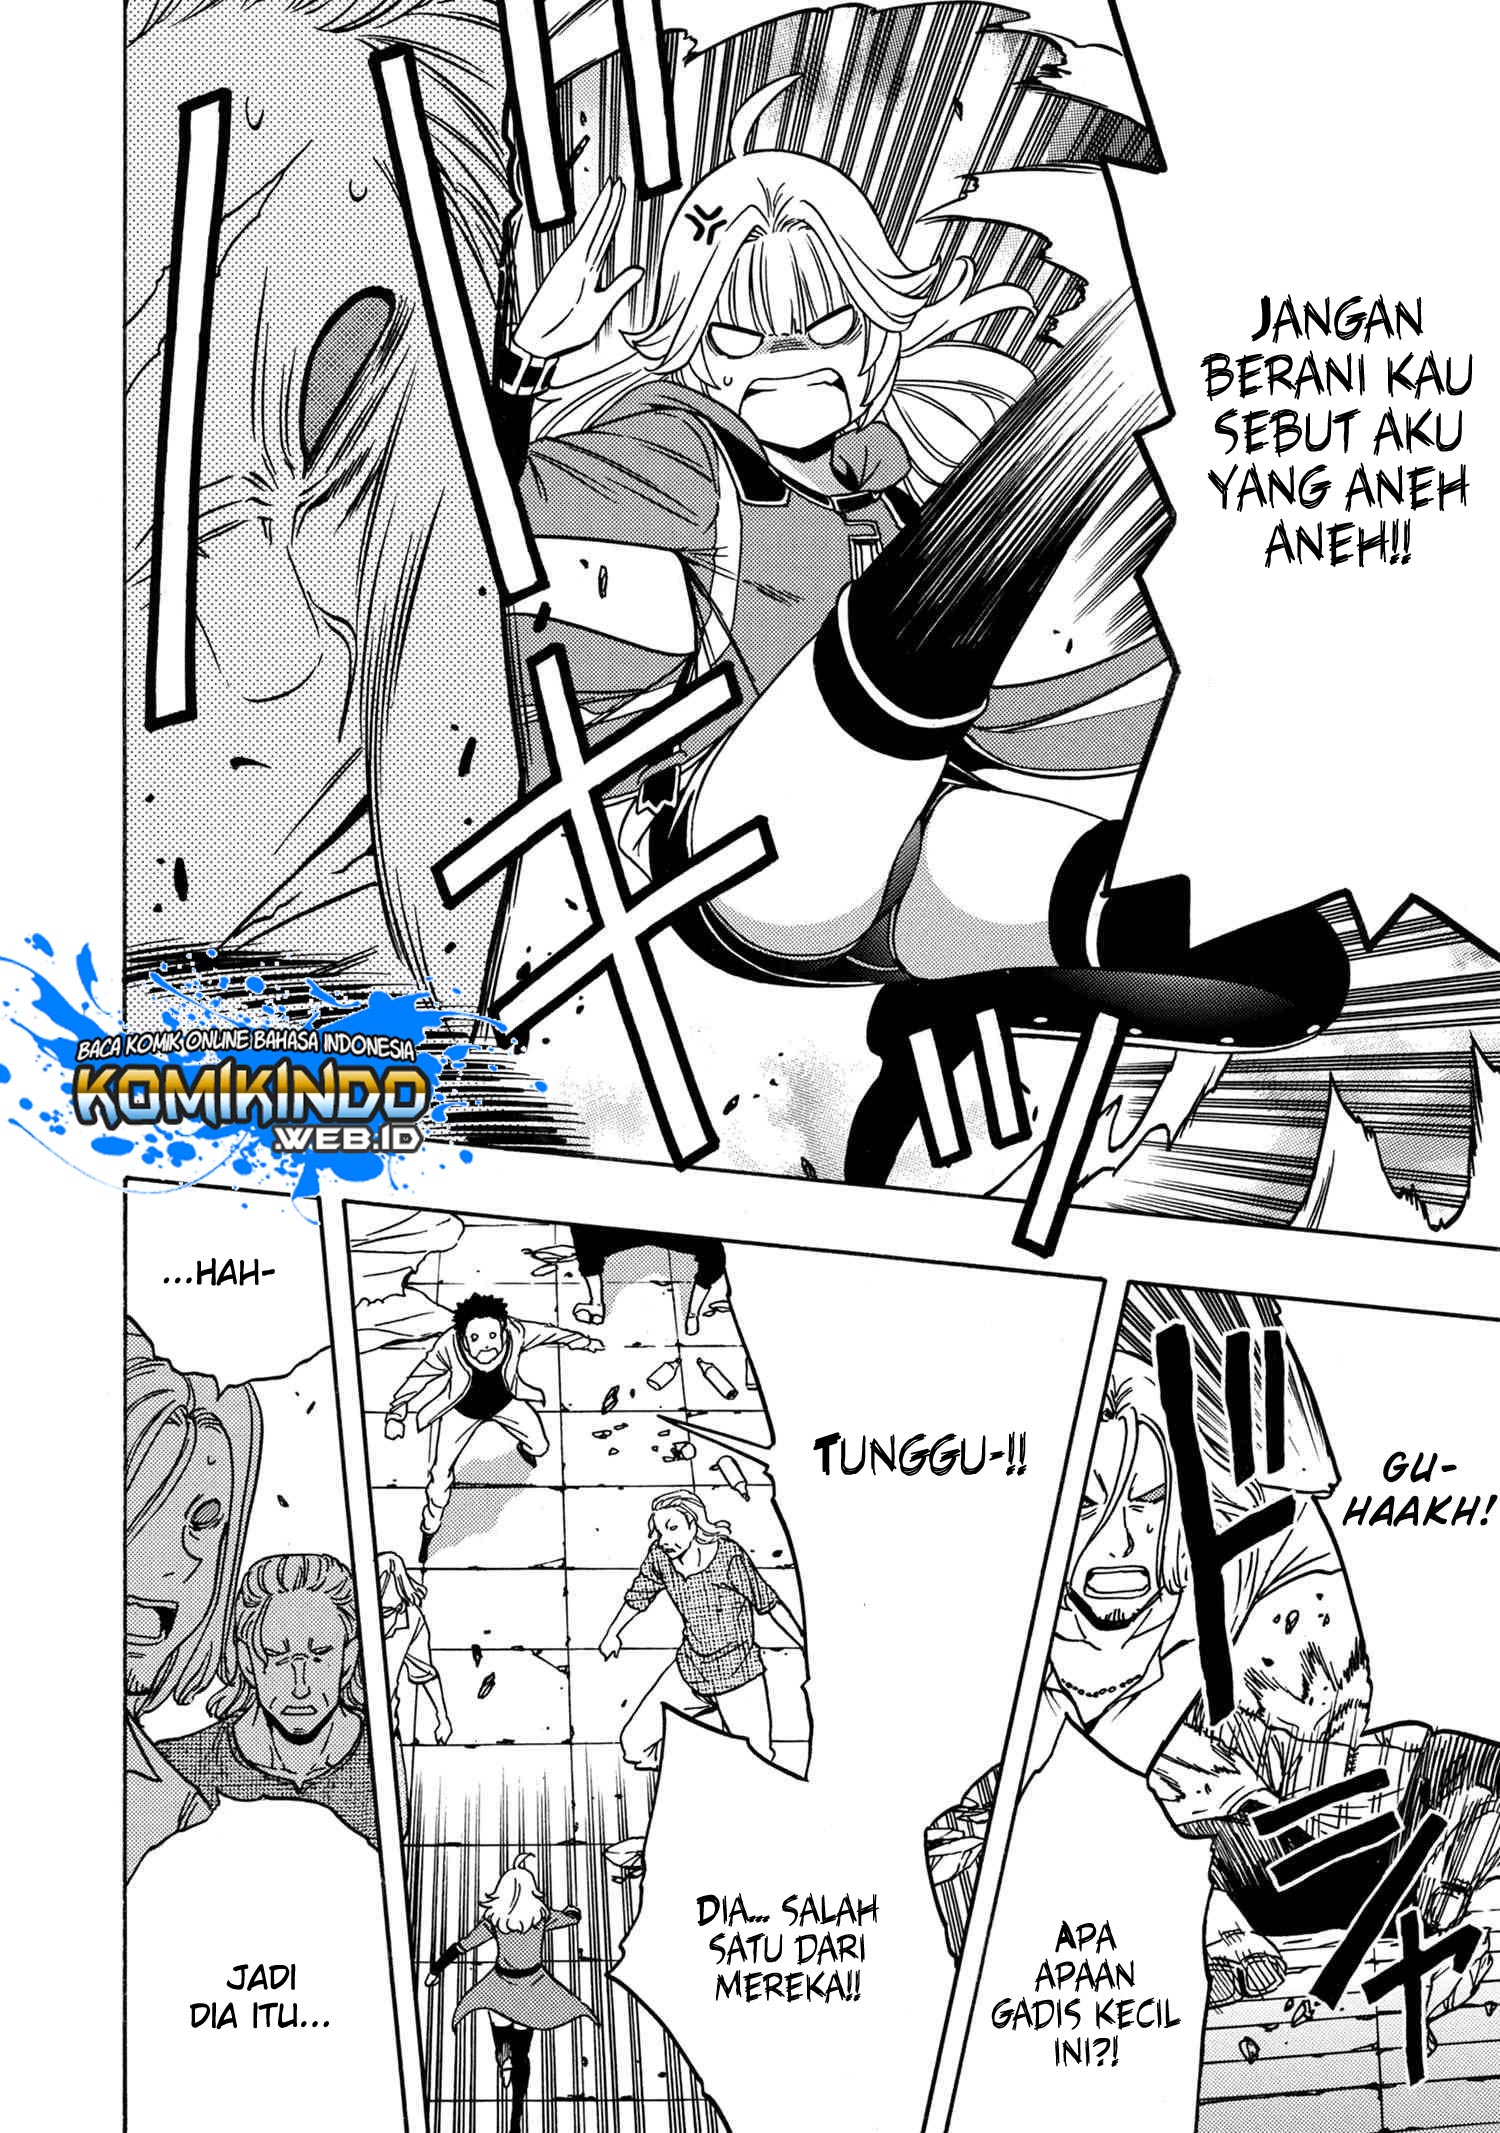 JANGAN
BERANI KAU
SEBUT AKU
YANG ANEH
ANEH!!
BACA KOMIK ONLINE BAHASA INDONESIA
KOMIKINDO
WEB.ID
GU-
HAAKH!
APA
APAAN
GADIS KECIL
INI?!
TUNGGU-!!
DIA... SALAH
SATU DARI
MEREKA!!
...HAH-
JADI
DIA ITU...